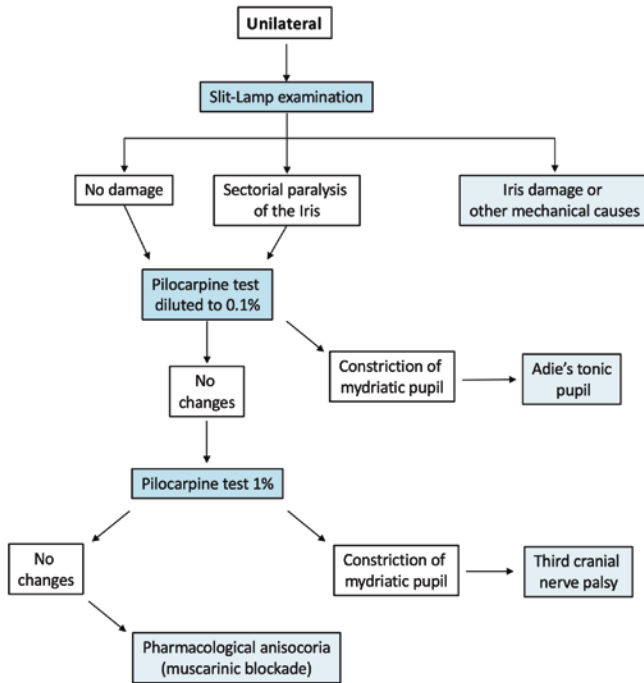 Unilateral
Slit-Lamp examination
No damage
Sectorial paralysis
of the Iris
Iris damage or
other mechanical causes
Pilocarpine test
diluted to 0.1%
No
changes
Constriction of
mydriatic pupil
Adie's tonic
pupil
Pilocarpine test 1%
No
changes
Constriction of
mydriatic pupil
Third cranial
nerve palsy
Pharmacological anisocoria
(muscarinic blockade)